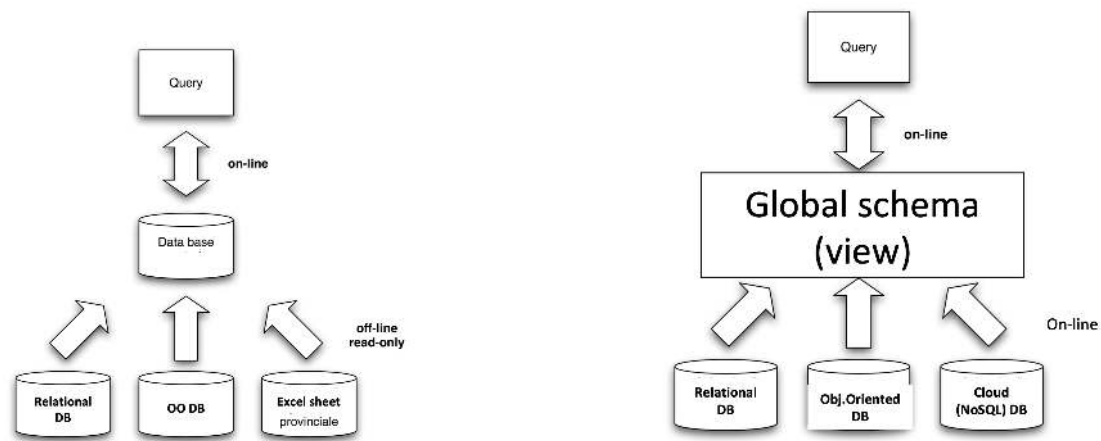 Query
on-line
Data base
off-line
read-only
Relational
DB
OO DB
Excel sheet
provinciale
Query
on-line
Global schema
(view)
On-line
Relational
DB
Obj.Oriented
DB
Cloud
(NoSQL) DB